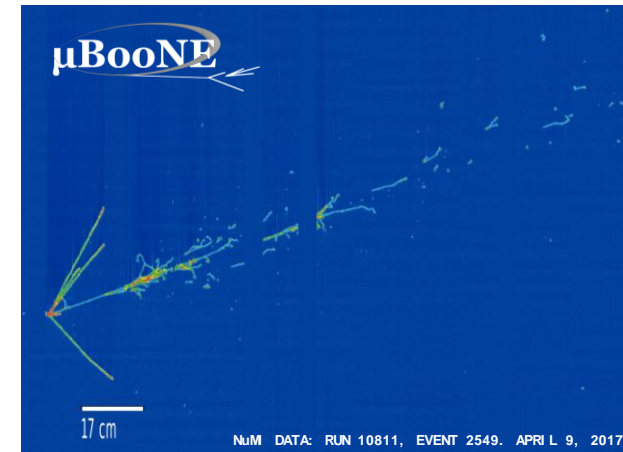 µBooNE
17 cm
NuMI DATA: RUN 10811, EVENT 2549. APRIL 9, 2017